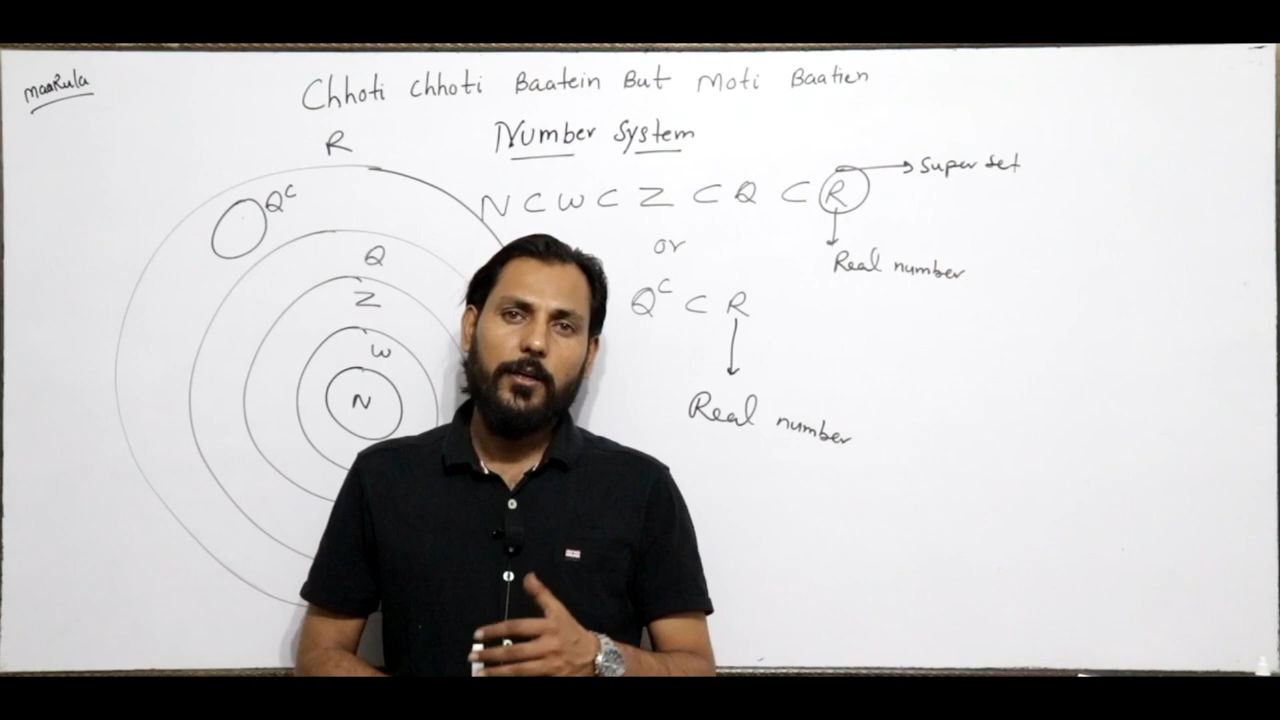 MaaRula
Chhoti Chhoti Baatein But Moti Baatien
Number System
R
Q^C
Q
Z
W
N
N ⊂ W ⊂ Z ⊂ Q ⊂ R → Super set
Real number
or
Q^C ⊂ R
Real number